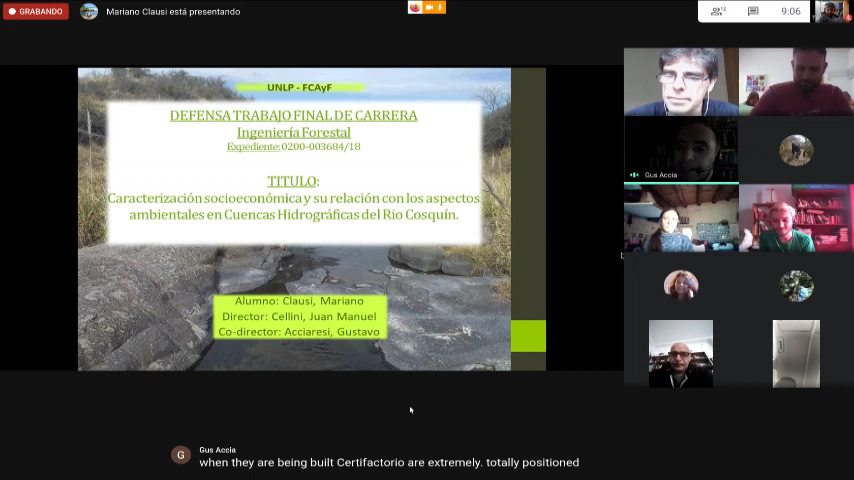 GRABANDO
Mariano Clausi está presentando
12
9:06
UNLP - FCAyF
DEFENSA TRABAJO FINAL DE CARRERA
Ingeniería Forestal
Expediente: 0200-003684/18
TITULO:
Caracterización socioeconómica y su relación con los aspectos
ambientales en Cuencas Hidrográficas del Rio Cosquín.
Alumno: Clausi, Mariano
Director: Cellini, Juan Manuel
Co-director: Acciaresi, Gustavo
Gus Accia
G
Gus Accia
when they are being built Certifactorio are extremely. totally positioned